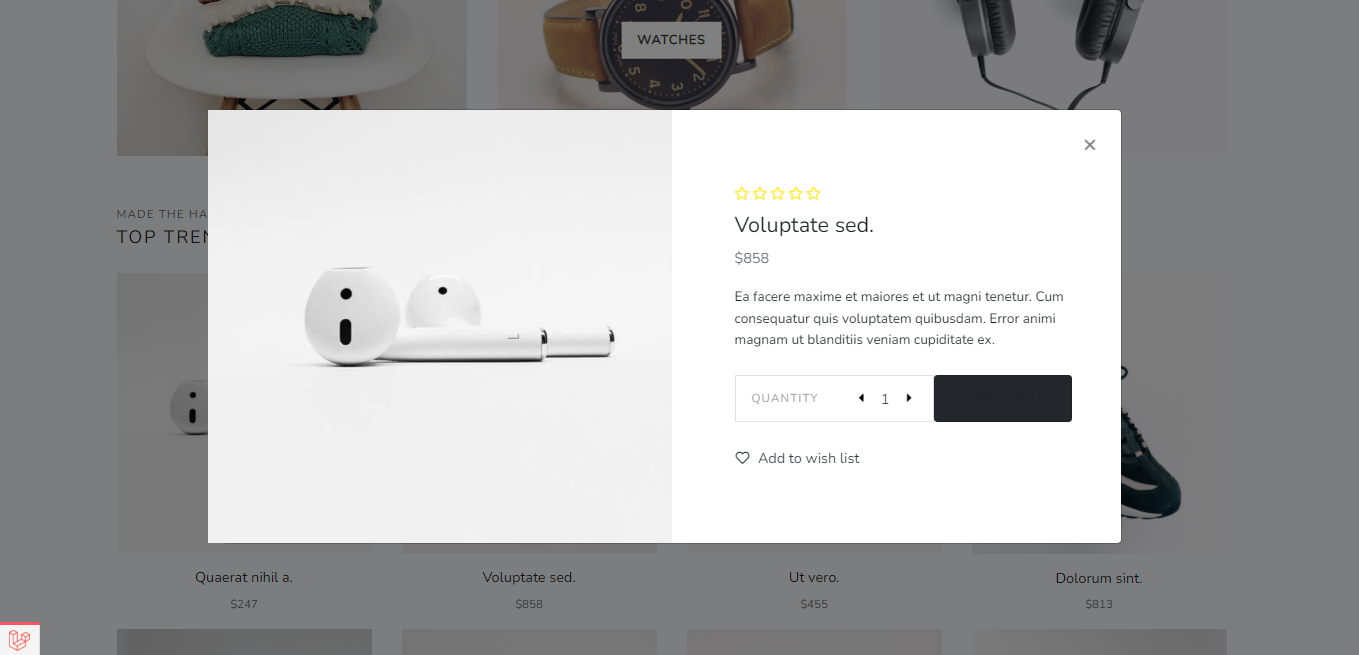 WATCHES
MADE THE HA
TOP TREN
Voluptate sed.
$858
Ea facere maxime et maiores et ut magni tenetur. Cum
consequatur quis voluptatem quibusdam. Error animi
magnam ut blanditiis veniam cupiditate ex.
QUANTITY 1
Add to wish list
Quaerat nihil a.
Voluptate sed.
Ut vero.
Dolorum sint.
$247
$858
$455
$813